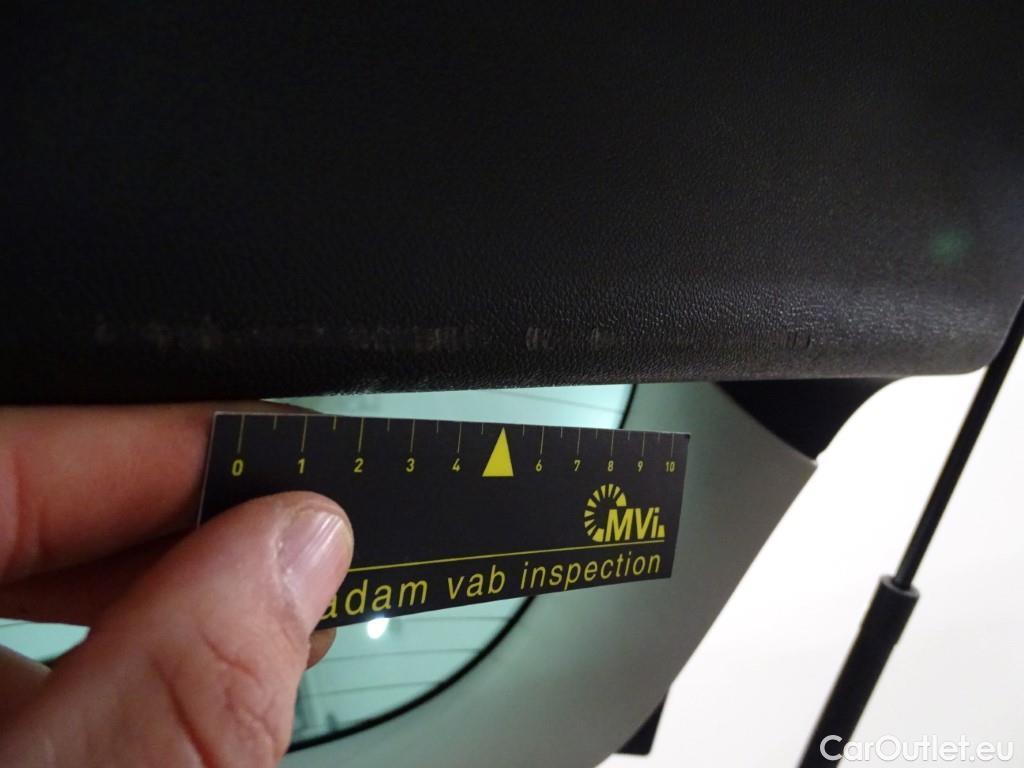 0 1 2 3 4 6 7 8 9 10
MVi
adam vab inspection
CarOutlet.eu